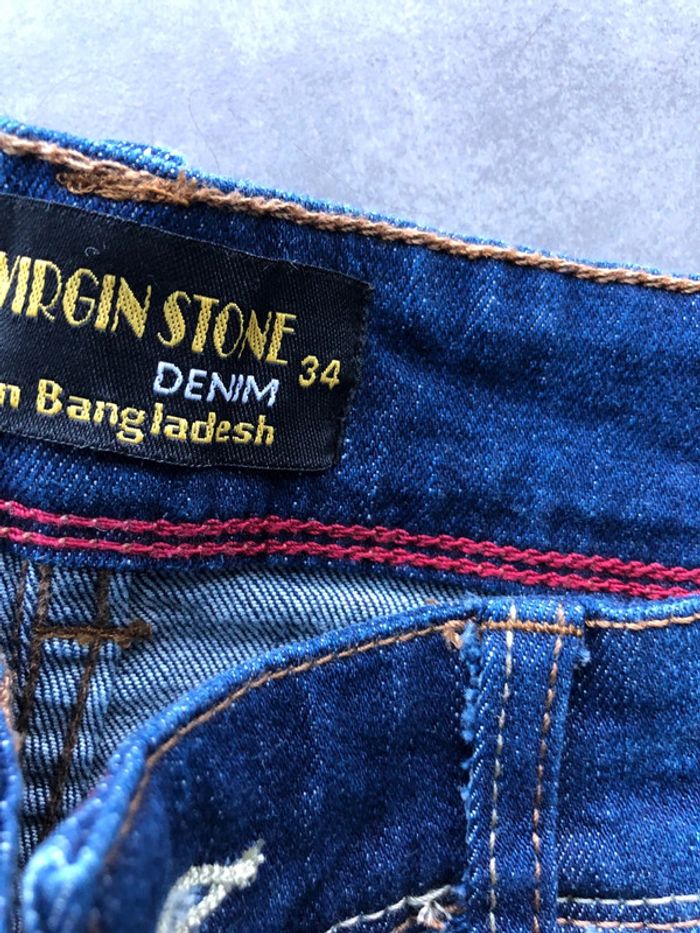 VIRGIN STONE
DENIM 34
n Bangladesh